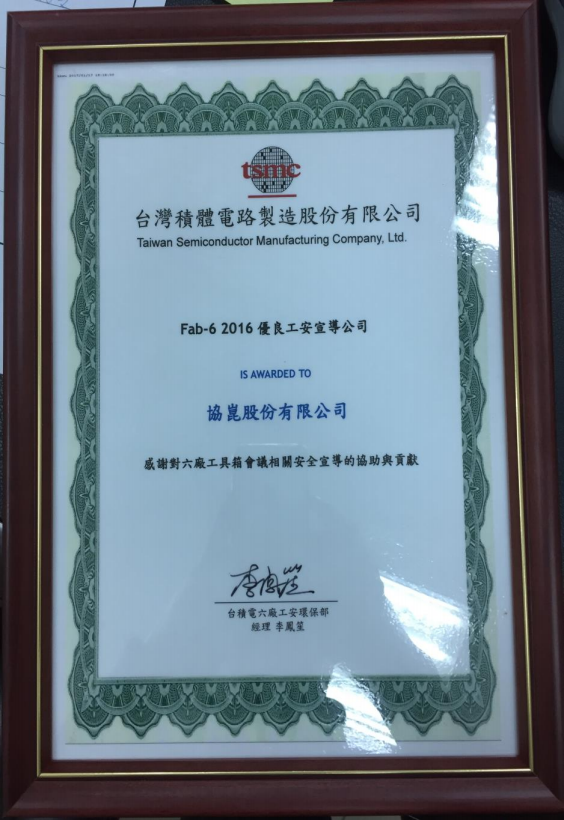 tsmc
台灣積體電路製造股份有限公司
Taiwan Semiconductor Manufacturing Company, Ltd.
Fab-6 2016 優良工安宣導公司
IS AWARDED TO
協崑股份有限公司
感謝對六廠工具箱會議相關安全宣導的協助與貢獻
台積電六廠工安環保部
經理 李鳳笙